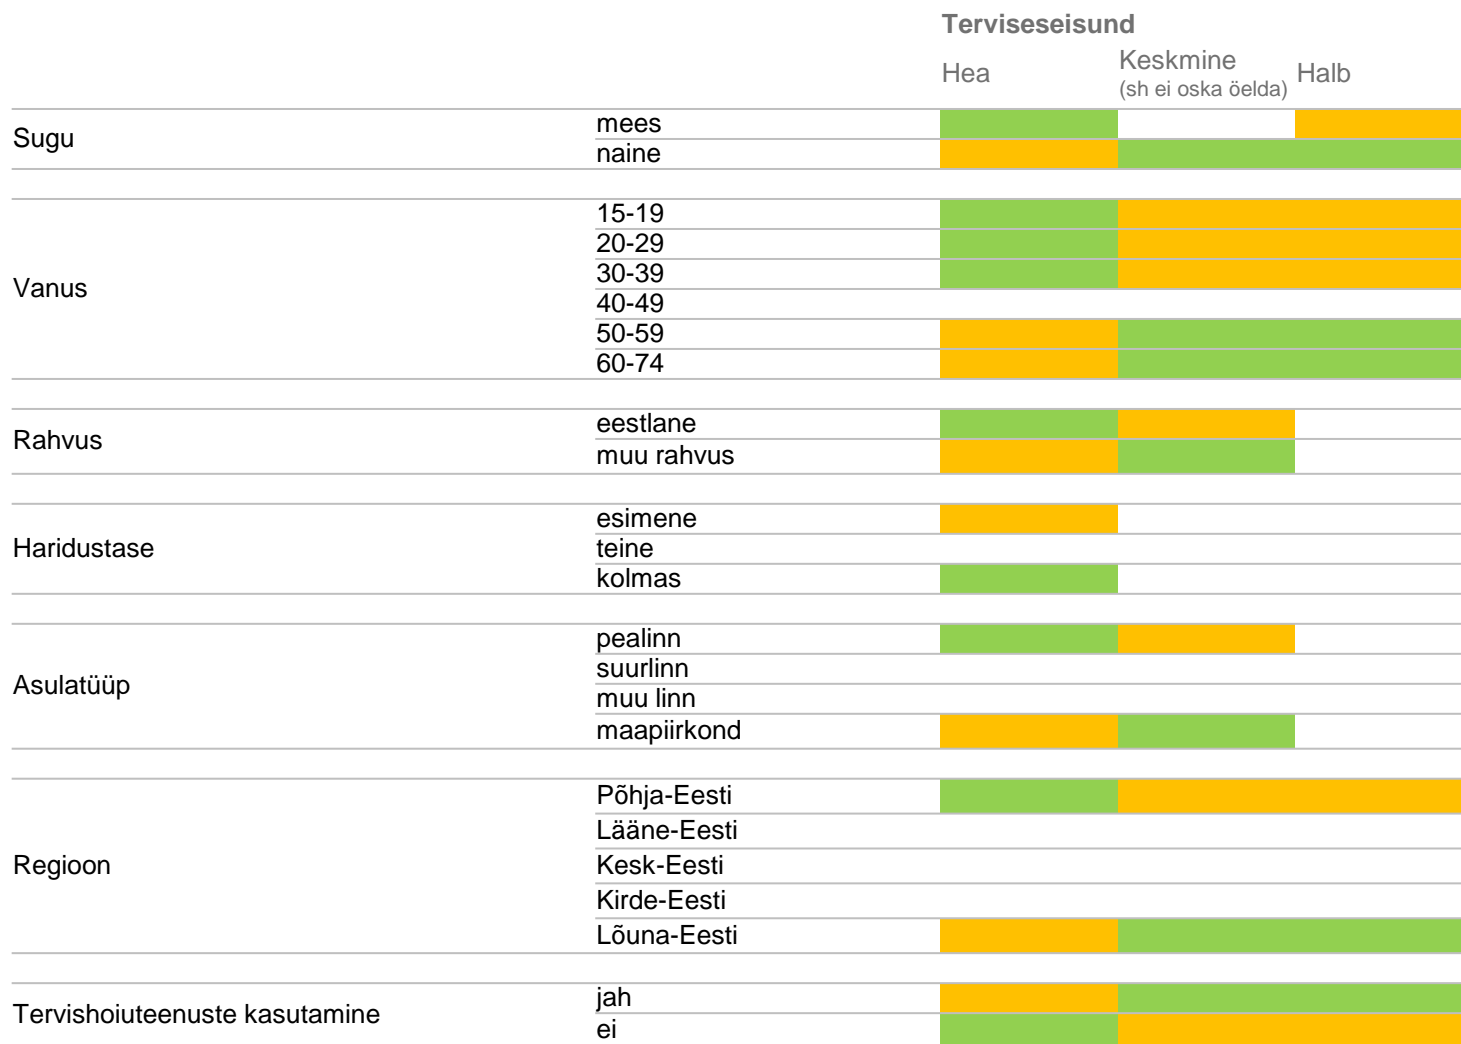 Terviseseisund
Hea
Keskmine
(sh ei oska öelda)
Halb
Sugu
mees
naine
Vanus
15-19
20-29
30-39
40-49
50-59
60-74
Rahvus
eestlane
muu rahvus
Haridustase
esimene
teine
kolmas
Asulatüüp
pealinn
suurlinn
muu linn
maapiirkond
Regioon
Põhja-Eesti
Lääne-Eesti
Kesk-Eesti
Kirde-Eesti
Lõuna-Eesti
Tervishoiuteenuste kasutamine
jah
ei